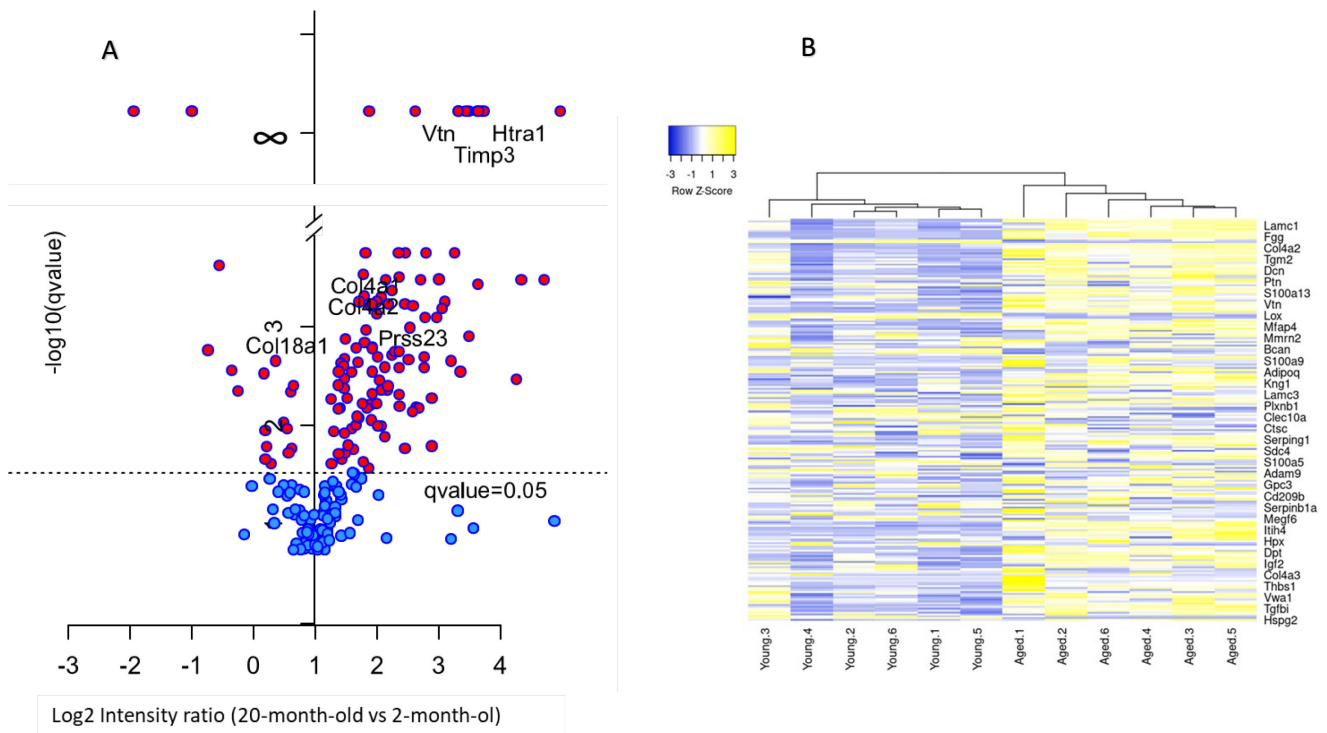 A
∞
Vtn Htra1
Timp3
-log10(qvalue)
Col4a1
Col4a2
3
Col18a1
Prss23
2
qvalue=0.05
1
-3 -2 -1 0 1 2 3 4
Log2 Intensity ratio (20-month-old vs 2-month-ol)
B
-3 -1 1 3
Row Z-Score
Lamc1
Fgg
Col4a2
Tgm2
Dcn
Ptn
S100a13
Vtn
Lox
Mfap4
Mmrn2
Bcan
S100a9
Adipoq
Kng1
Lamc3
Plxnb1
Clec10a
Ctsc
Serping1
Sdc4
S100a5
Adam9
Gpc3
Cd209b
Serpinb1a
Megf6
Itih4
Hpx
Dpt
Igf2
Col4a3
Thbs1
Vwa1
Tgfbi
Hspg2
Young.3
Young.4
Young.2
Young.6
Young.1
Young.5
Aged.1
Aged.2
Aged.6
Aged.4
Aged.3
Aged.5